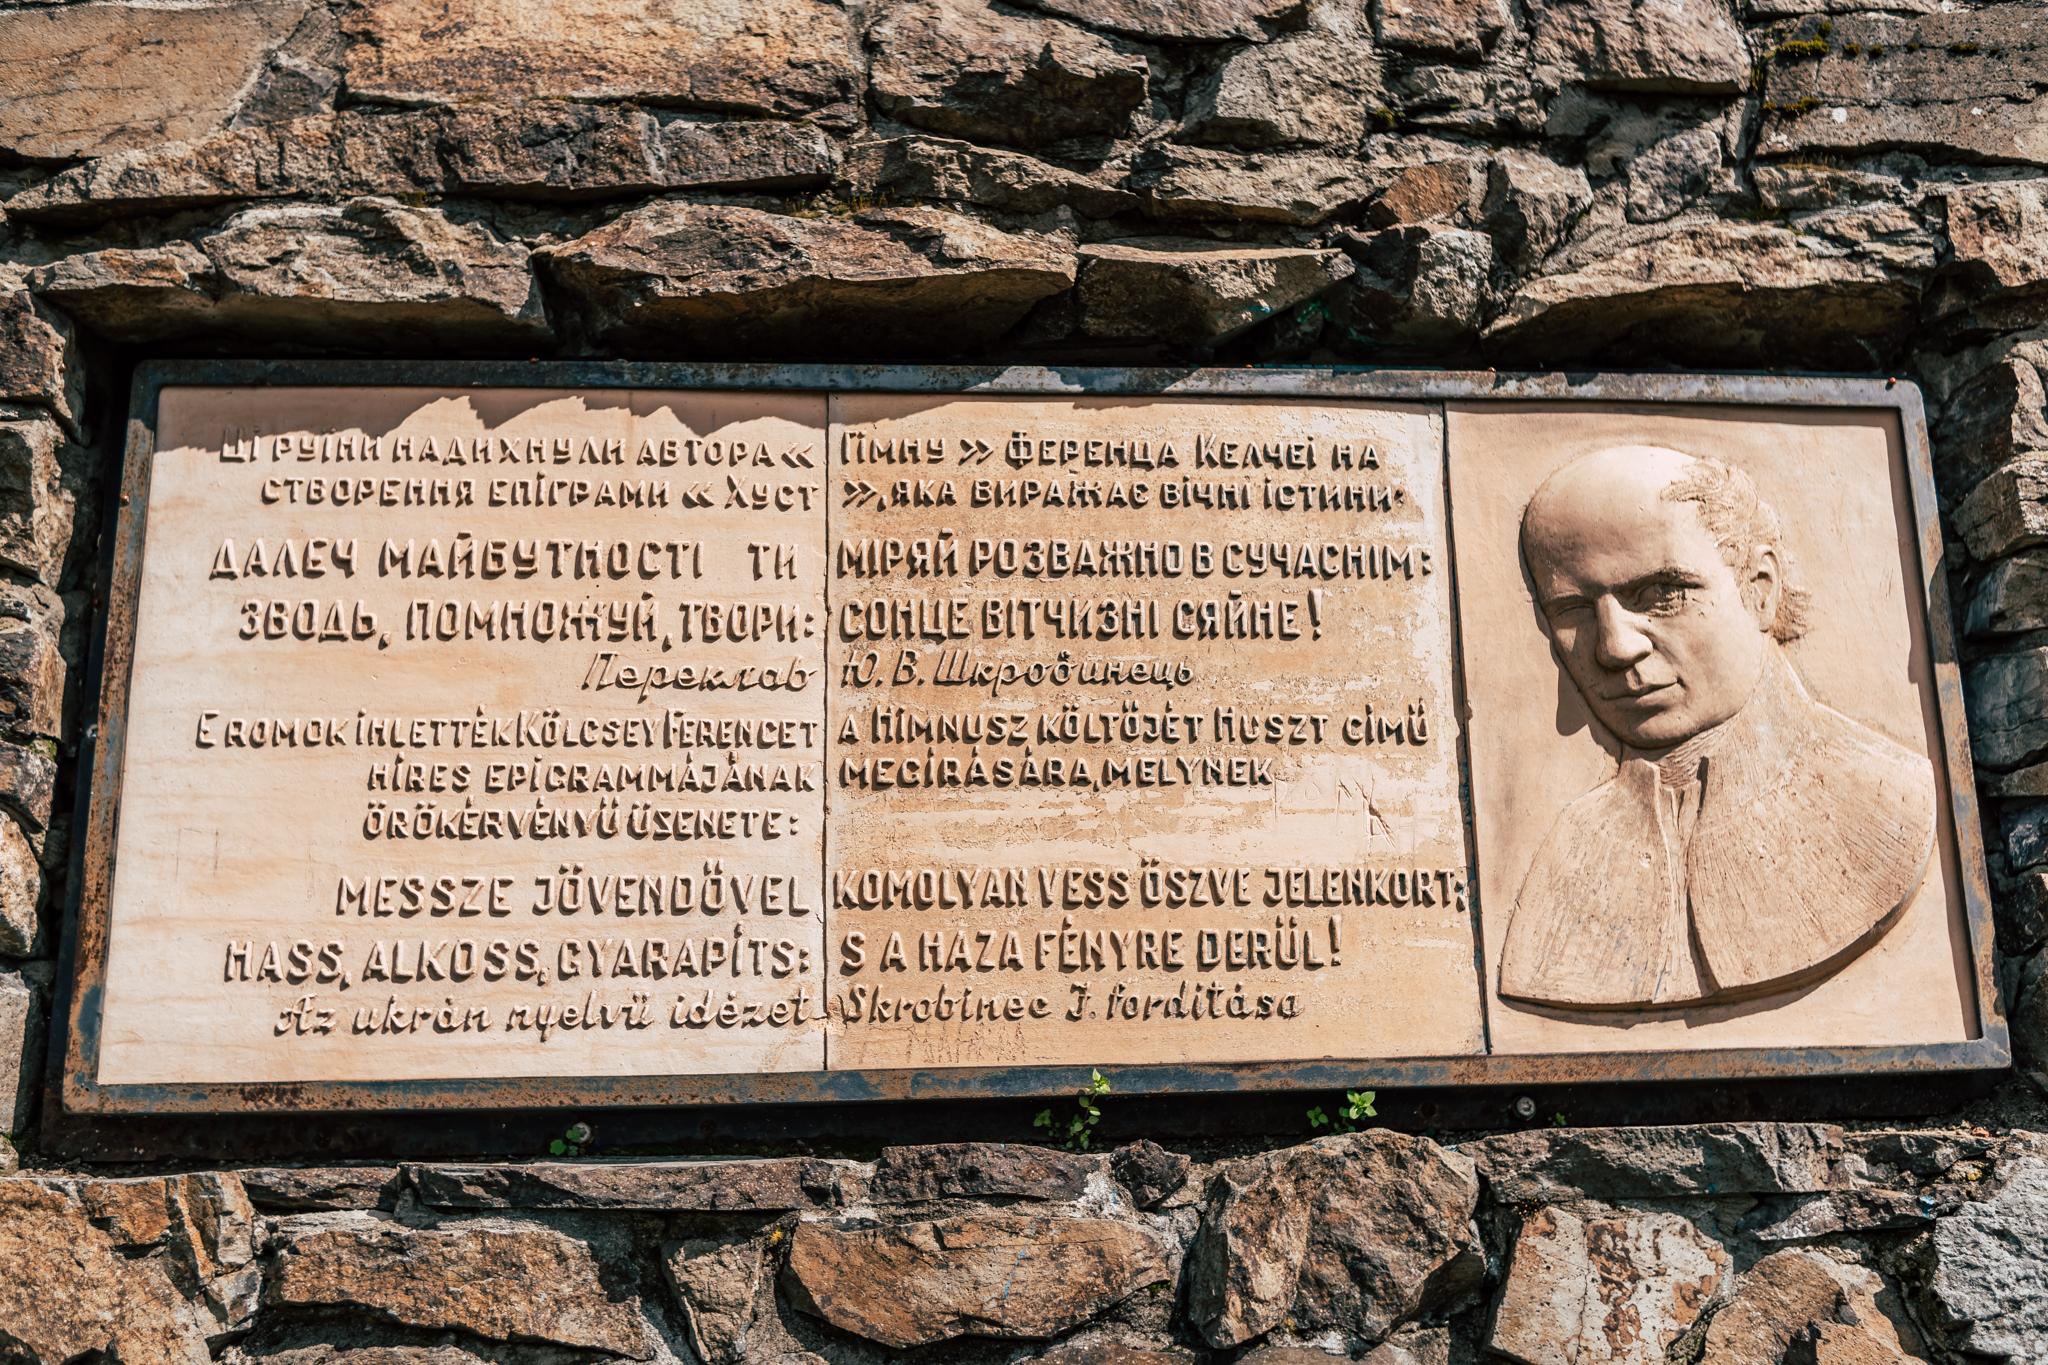 Ці руїни надихнули автора « Гімну » Ференца Келчеі на
створення епіграми « Хуст », яка виражає вічні істини:
ДАЛЕЧ МАЙБУТНОСТІ ТИ МІРЯЙ РОЗВАЖНО В СУЧАСНІМ:
ЗВОДЬ, ПОМНОЖУЙ, ТВОРИ: СОНЦЕ ВІТЧИЗНІ СЯЙНЕ!
Переклав Ю. В. Шкробинець
E ROMOK IHLETTÉK KÖLCSEY FERENCET A HIMNUSZ KÖLTŐJÉT HUSZT CÍMŰ
HÍRES EPIGRAMMÁJÁNAK MEGÍRÁSÁRA, MELYNEK
ÖRÖKÉRVÉNYŰ ÜZENETE:
MESSZE JÖVENDŐVEL KOMOLYAN VESS ÖSZVE JELENKORT;
HASS, ALKOSS, GYARAPÍTS: S A HAZA FÉNYRE DERÜL!
Az ukrán nyelvű idézet Skrobinec J. fordítása